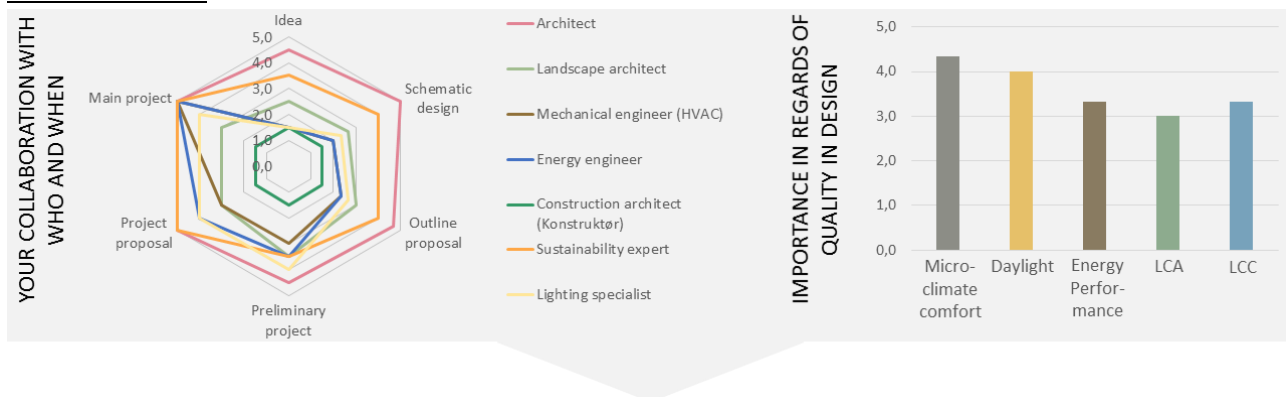 YOUR COLLABORATION WITH
WHO AND WHEN
Idea
5,0
4,0
3,0
2,0
1,0
0,0
Schematic
design
Outline
proposal
Preliminary
project
Project
proposal
Main project
Architect
Landscape architect
Mechanical engineer (HVAC)
Energy engineer
Construction architect
(Konstruktør)
Sustainability expert
Lighting specialist
IMPORTANCE IN REGARDS OF
QUALITY IN DESIGN
5,0
4,0
3,0
2,0
1,0
0,0
Micro-
climate
comfort
Daylight
Energy
Perfor-
mance
LCA
LCC